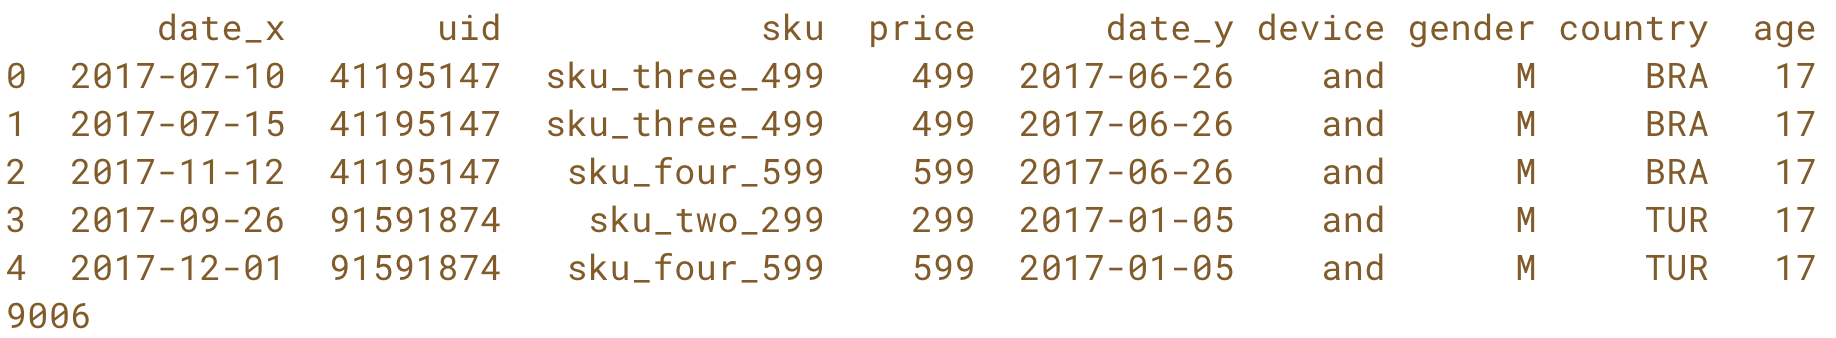 date_x uid sku price date_y device gender country age
0 2017-07-10 41195147 sku_three_499 499 2017-06-26 and M BRA 17
1 2017-07-15 41195147 sku_three_499 499 2017-06-26 and M BRA 17
2 2017-11-12 41195147 sku_four_599 599 2017-06-26 and M BRA 17
3 2017-09-26 91591874 sku_two_299 299 2017-01-05 and M TUR 17
4 2017-12-01 91591874 sku_four_599 599 2017-01-05 and M TUR 17
9006